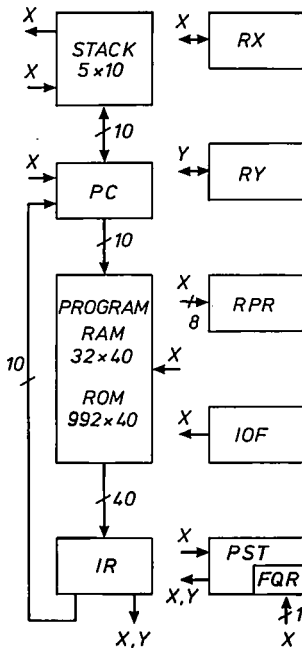 X
STACK
5×10
X
10
X
PC
10
PROGRAM
RAM
32×40
ROM
992×40
X
10
40
IR
X,Y
X
RX
Y
RY
X
8
RPR
X
IOF
X
PST
X,Y
FQR
1
X